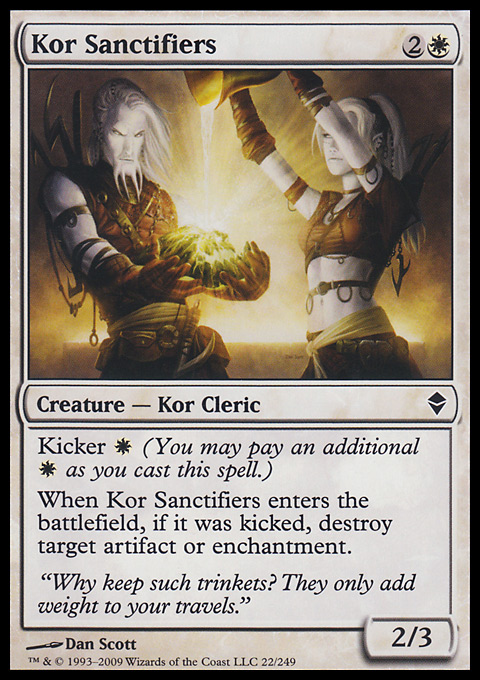 Kor Sanctifiers 2
Creature — Kor Cleric
Kicker (You may pay an additional
as you cast this spell.)
When Kor Sanctifiers enters the
battlefield, if it was kicked, destroy
target artifact or enchantment.
“Why keep such trinkets? They only add
weight to your travels.”
Dan Scott
2/3
™ & © 1993–2009 Wizards of the Coast LLC 22/249